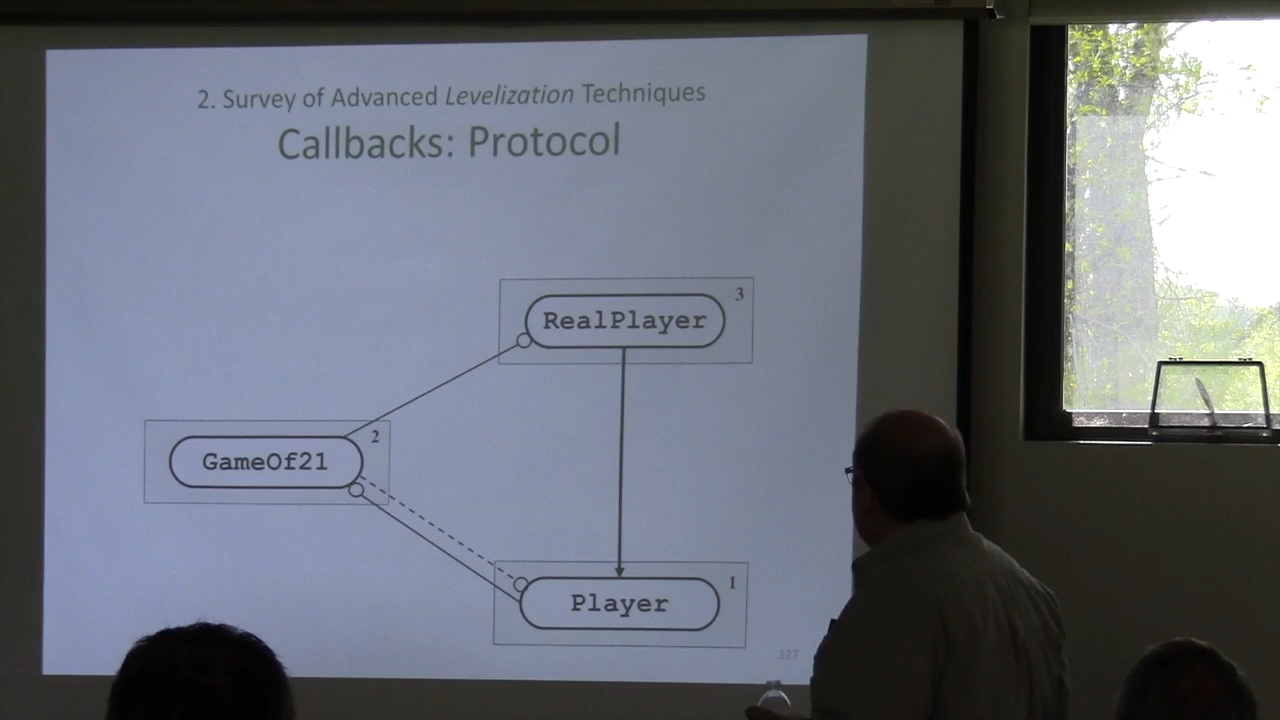 2. Survey of Advanced Levelization Techniques
Callbacks: Protocol
3
RealPlayer
2
GameOf21
1
Player
327